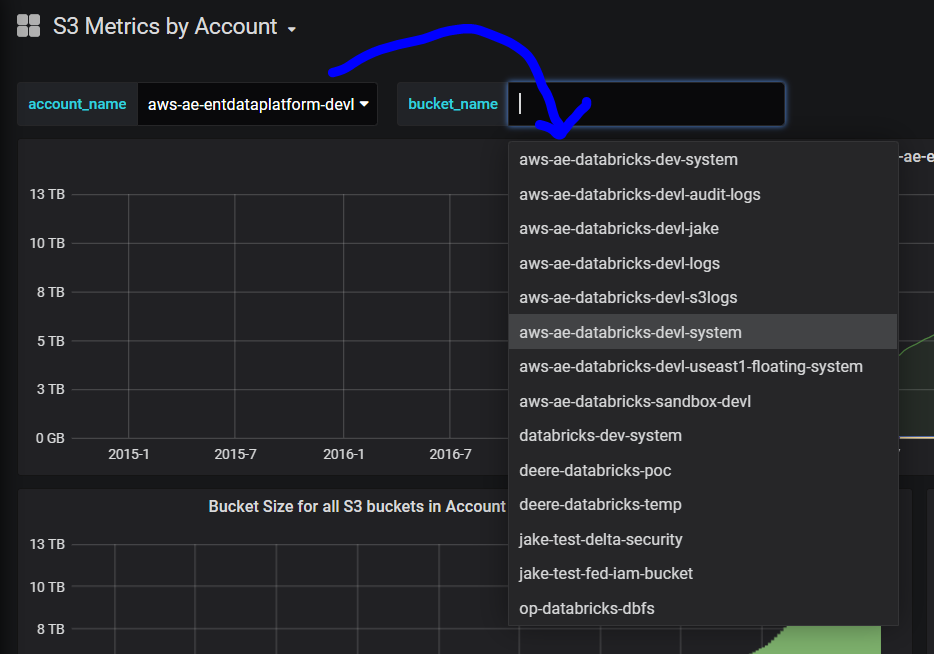 S3 Metrics by Account
account_name aws-ae-entdataplatform-devl bucket_name
aws-ae-databricks-dev-system
aws-ae-databricks-devl-audit-logs
aws-ae-databricks-devl-jake
aws-ae-databricks-devl-logs
aws-ae-databricks-devl-s3logs
aws-ae-databricks-devl-system
aws-ae-databricks-devl-useast1-floating-system
aws-ae-databricks-sandbox-devl
databricks-dev-system
deere-databricks-poc
deere-databricks-temp
jake-test-delta-security
jake-test-fed-iam-bucket
op-databricks-dbfs
-ae-e
13 TB
10 TB
8 TB
5 TB
3 TB
0 GB
2015-1 2015-7 2016-1 2016-7
Bucket Size for all S3 buckets in Account
13 TB
10 TB
8 TB